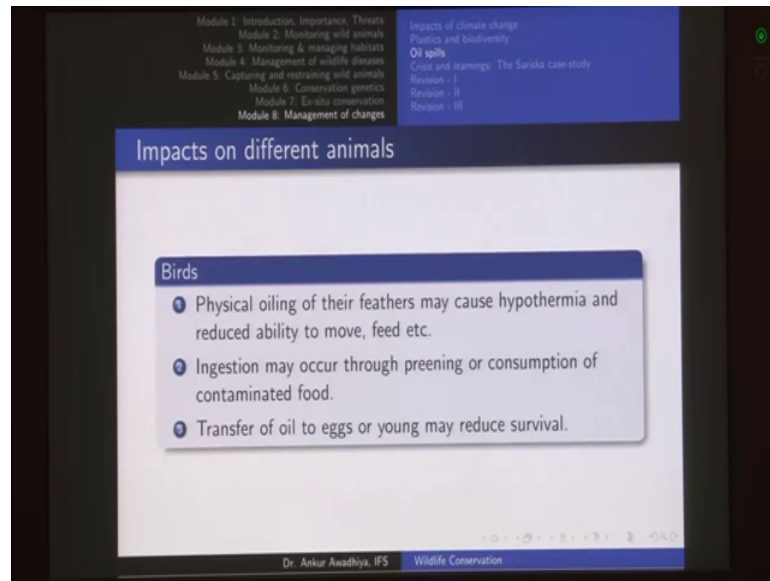 Module 1: Introduction, Importance, Threats
Module 2: Monitoring wild animals
Module 3: Monitoring & managing habitats
Module 4: Management of wildlife diseases
Module 5: Capturing and restraining wild animals
Module 6: Conservation genetics
Module 7: Ex-situ conservation
Module 8: Management of changes
Impacts of climate change
Plastics and biodiversity
Oil spills
Crisis and learnings: The Sariska case-study
Revision - I
Revision - II
Revision - III
Impacts on different animals
Birds
1 Physical oiling of their feathers may cause hypothermia and
reduced ability to move, feed etc.
2 Ingestion may occur through preening or consumption of
contaminated food.
3 Transfer of oil to eggs or young may reduce survival.
Dr. Ankur Awadhiya, IFS Wildlife Conservation